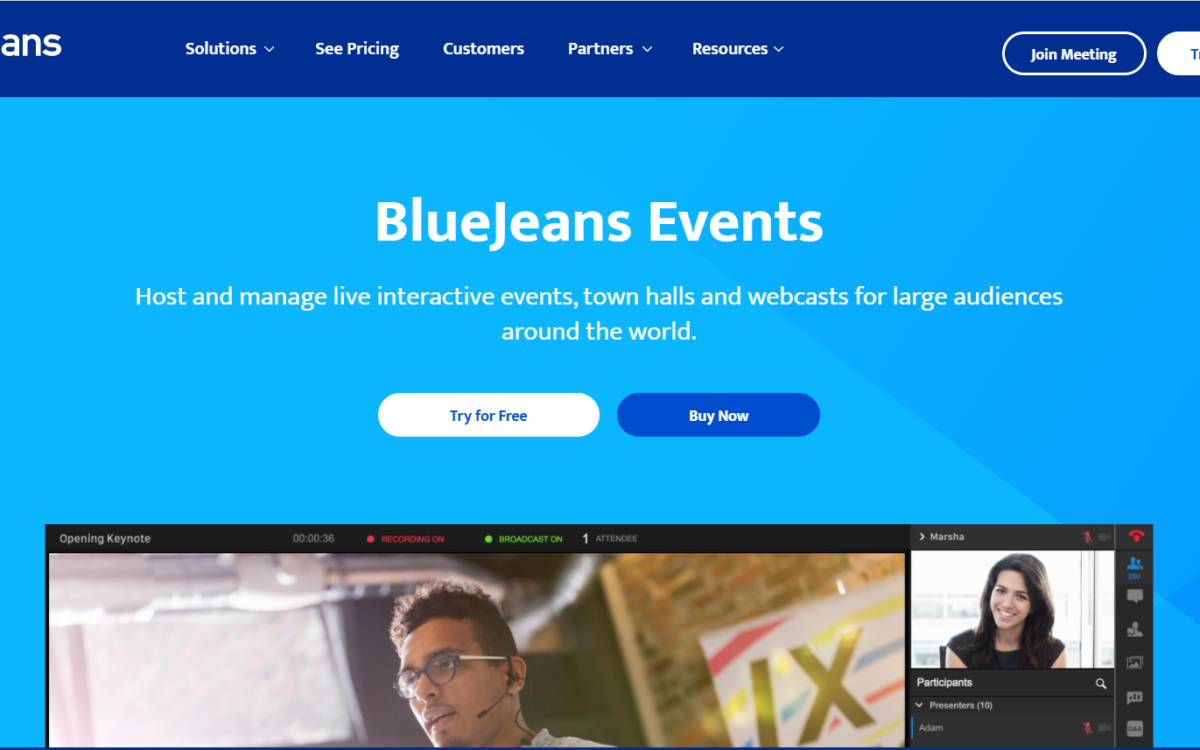 ans
Solutions
See Pricing
Customers
Partners
Resources
Join Meeting
BlueJeans Events
Host and manage live interactive events, town halls and webcasts for large audiences
around the world.
Try for Free
Buy Now
Opening Keynote
00:00:36
RECORDING ON
BROADCAST ON
1 ATTENDEE
Marsha
250
Participants
Presenters (10)
Adam
Q&A
VX